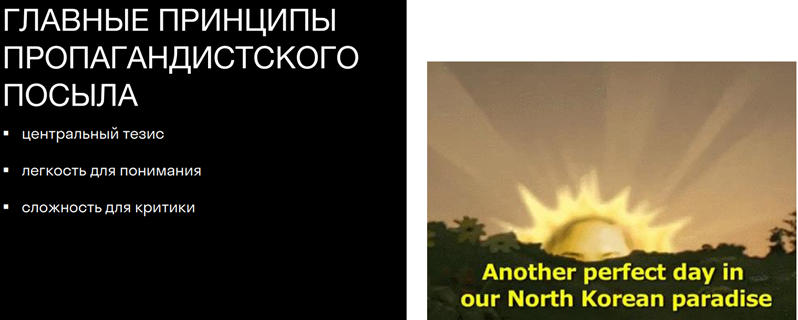 ГЛАВНЫЕ ПРИНЦИПЫ
ПРОПАГАНДИСТСКОГО
ПОСЫЛА
▪ центральный тезис
▪ легкость для понимания
▪ сложность для критики
Another perfect day in
our North Korean paradise